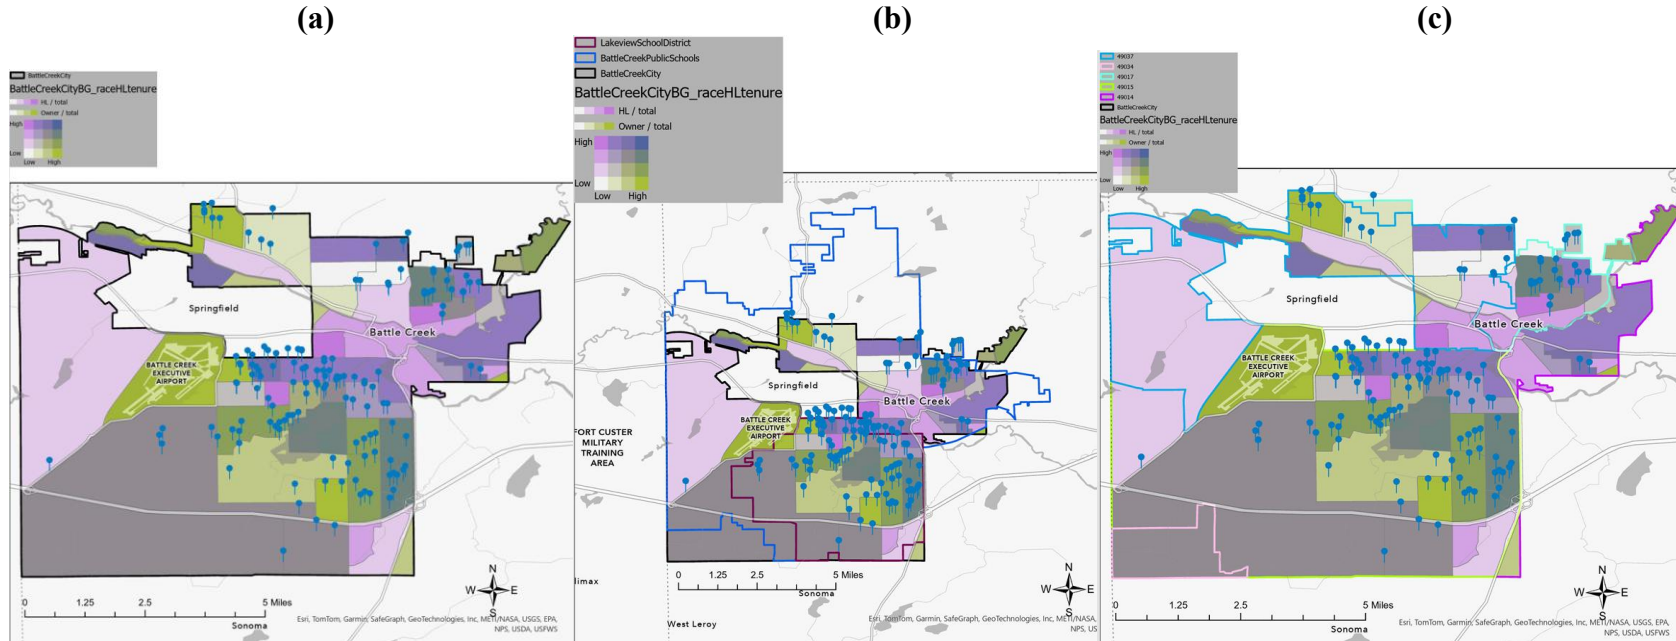 (a)
BattleCreekCity
BattleCreekCityBG_raceHLtenure
HL / total
Owner / total
High
Low
Low High
Springfield
Battle Creek
BATTLE CREEK
EXECUTIVE
AIRPORT
N
W E
S
0 1.25 2.5 5 Miles
Sonoma
Esri, TomTom, Garmin, SafeGraph, GeoTechnologies, Inc, METI/NASA, USGS, EPA,
NPS, USDA, USFWS
(b)
LakeviewSchoolDistrict
BattleCreekPublicSchools
BattleCreekCity
BattleCreekCityBG_raceHLtenure
HL / total
Owner / total
High
Low
Low High
Springfield
Battle Creek
BATTLE CREEK
EXECUTIVE
AIRPORT
FORT CUSTER
MILITARY
TRAINING
AREA
N
W E
S
0 1.25 2.5 5 Miles
limax
Sonoma
West Leroy
Esri, TomTom, Garmin, SafeGraph, GeoTechnologies, Inc, METI/NASA,
NPS, US
(c)
49037
49034
49017
49015
49014
BattleCreekCity
BattleCreekCityBG_raceHLtenure
HL / total
Owner / total
High
Low
Low High
Springfield
Battle Creek
BATTLE CREEK
EXECUTIVE
AIRPORT
N
W E
S
0 1.25 2.5 5 Miles
Sonoma
Esri, TomTom, Garmin, SafeGraph, GeoTechnologies, Inc, METI/NASA, USGS, EPA,
NPS, USDA, USFWS